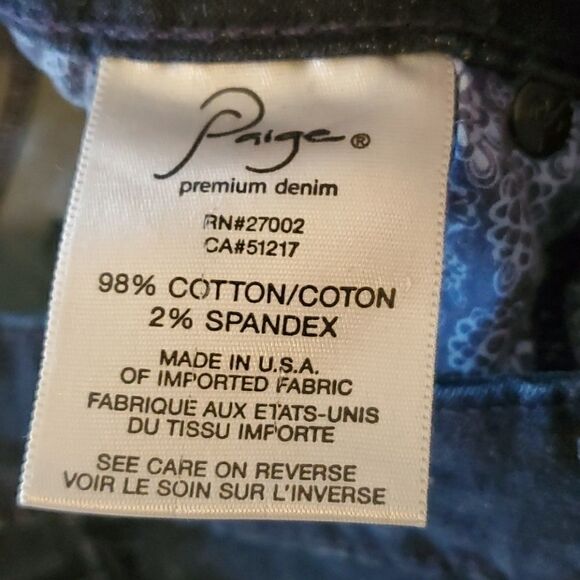 Paige®
premium denim
RN#27002
CA#51217
98% COTTON/COTON
2% SPANDEX
MADE IN U.S.A.
OF IMPORTED FABRIC
FABRIQUE AUX ETATS-UNIS
DU TISSU IMPORTE
SEE CARE ON REVERSE
VOIR LE SOIN SUR L'INVERSE